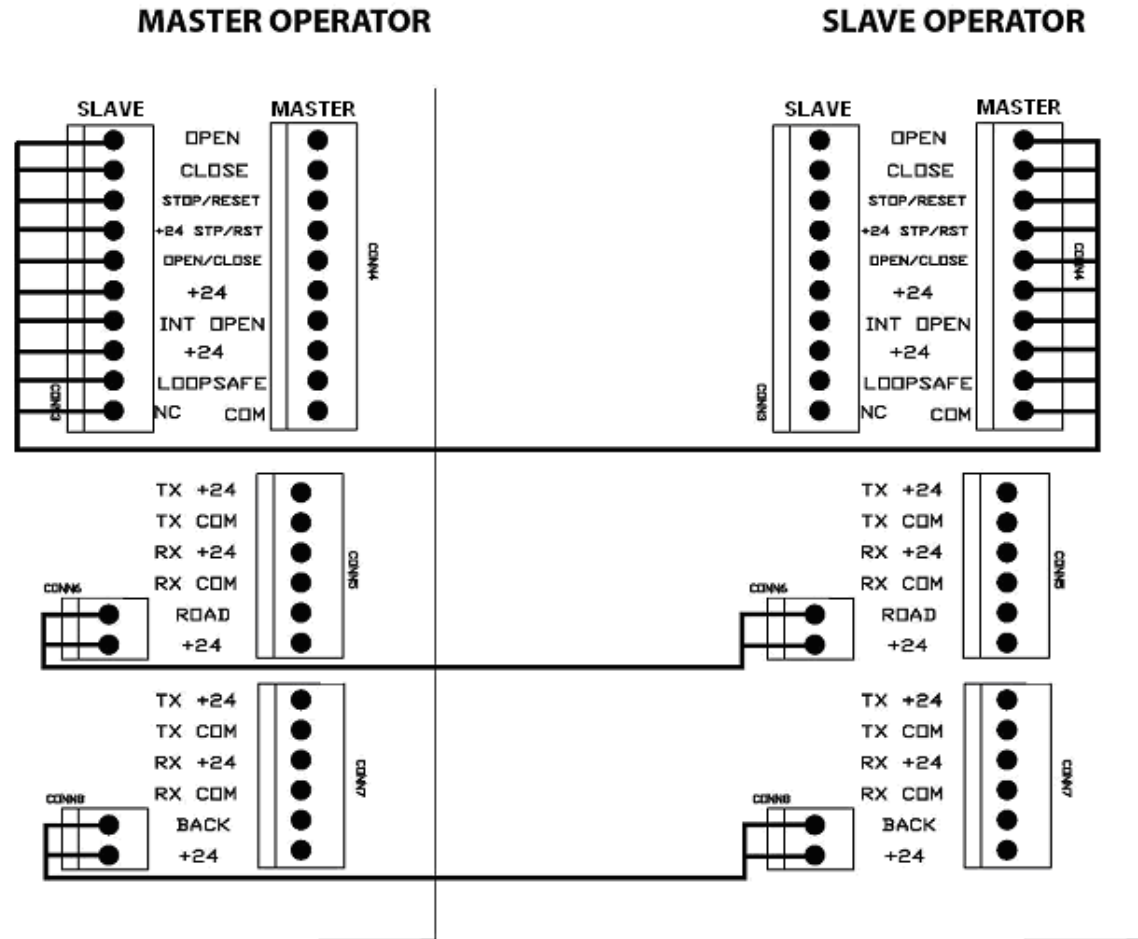 MASTER OPERATOR SLAVE OPERATOR
SLAVE MASTER SLAVE MASTER
OPEN OPEN
CLOSE CLOSE
STOP/RESET STOP/RESET
+24 STP/RST +24 STP/RST
OPEN/CLOSE CONN4 OPEN/CLOSE CONN4
+24 +24
INT OPEN INT OPEN
+24 +24
LOOPSAFE LOOPSAFE
CONN3 NC COM CONN3 NC COM
TX +24 TX +24
TX COM TX COM
RX +24 RX +24
CONN6 RX COM CONN5 CONN6 RX COM CONN5
ROAD ROAD
+24 +24
TX +24 TX +24
TX COM TX COM
RX +24 RX +24
CONN8 RX COM CONN7 CONN8 RX COM CONN7
BACK BACK
+24 +24